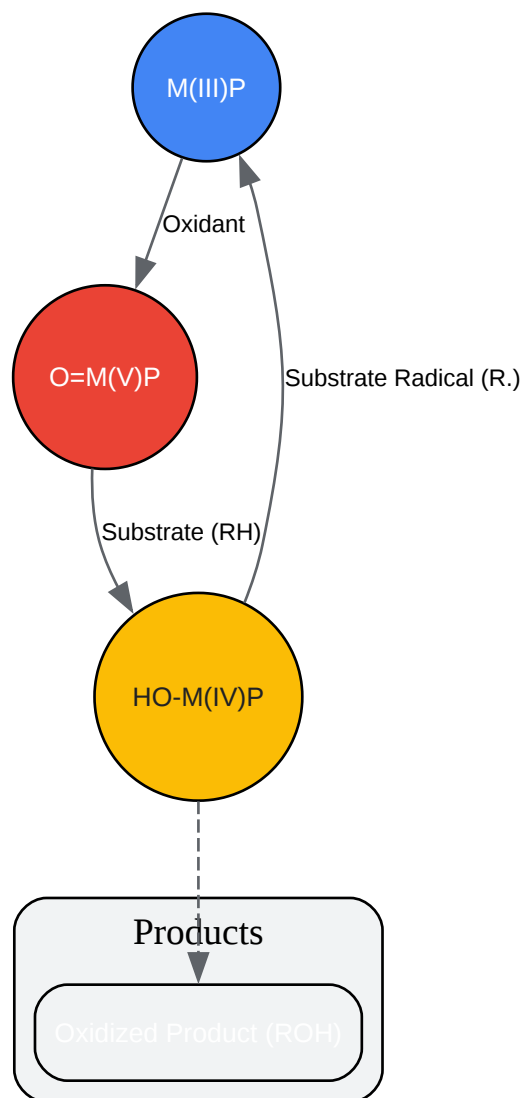 M(III)P
Oxidant
O=M(V)P
Substrate Radical (R.)
Substrate (RH)
HO-M(IV)P
Products
Oxidized Product (ROH)